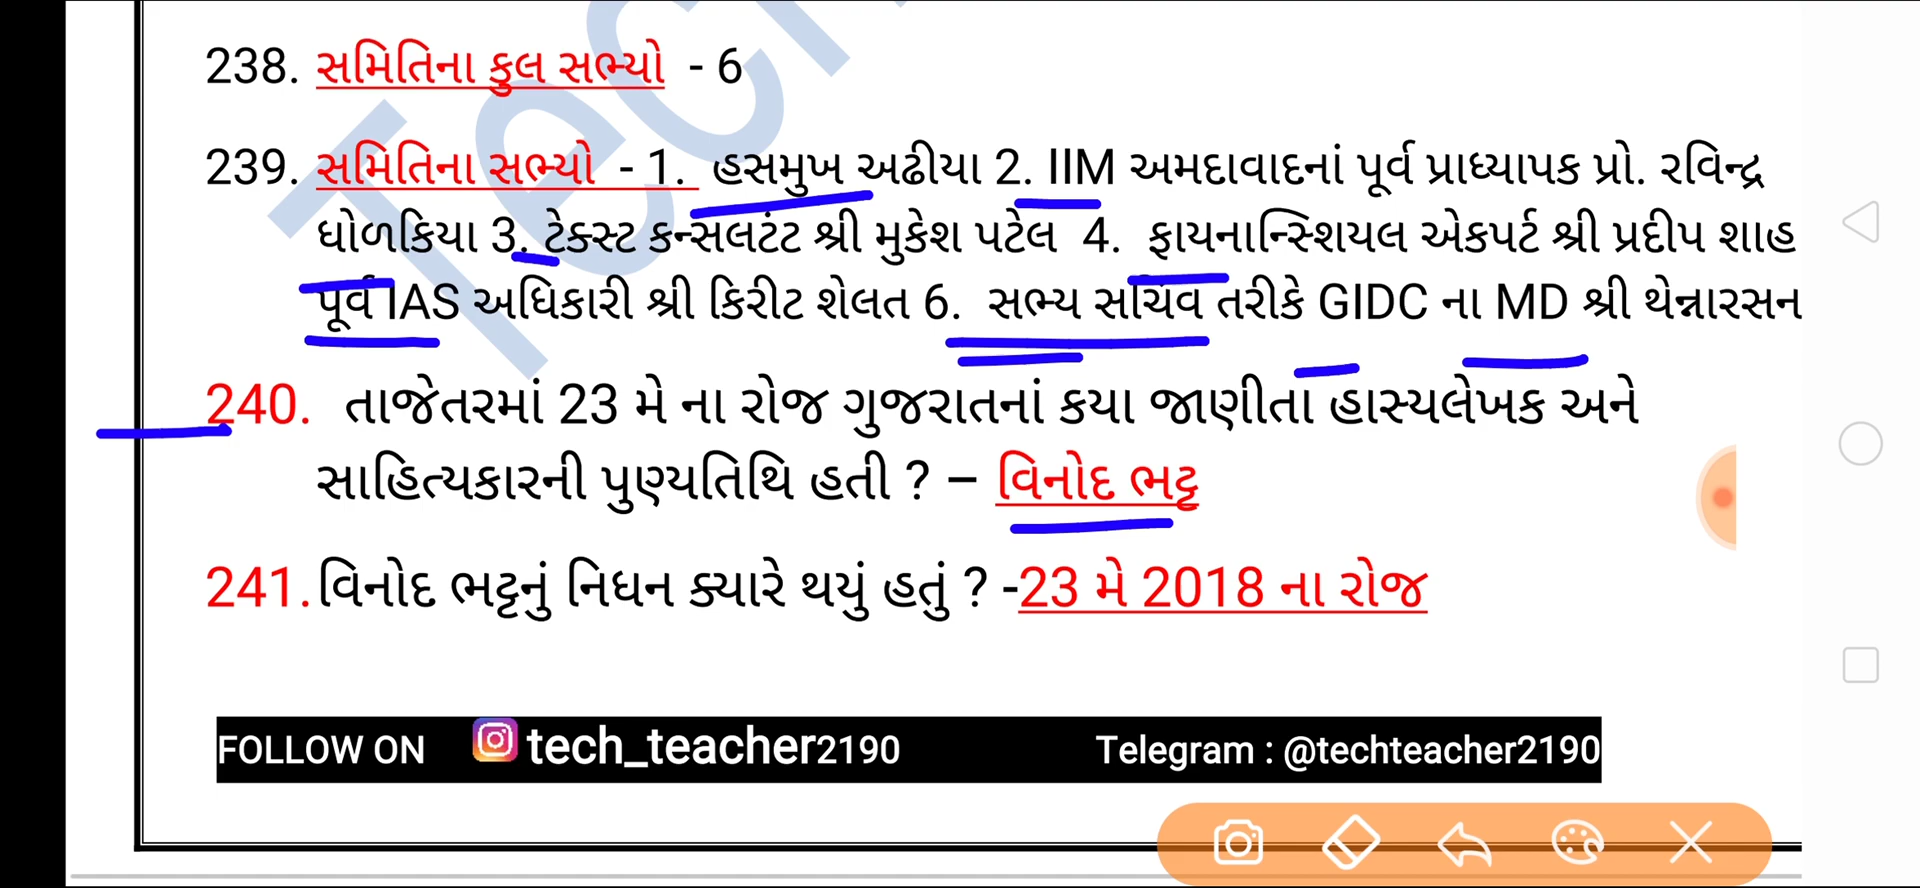 Tech
238. સમિતિના કુલ સભ્યો - 6
239. સમિતિના સભ્યો - 1. હસમુખ અઢીયા 2. IIM અમદાવાદનાં પૂર્વ પ્રાધ્યાપક પ્રો. રવિન્દ્ર
ધોળકિયા 3. ટેક્સ્ટ કન્સલટંટ શ્રી મુકેશ પટેલ 4. ફાયનાન્સ્શિયલ એકપર્ટ શ્રી પ્રદીપ શાહ
પૂર્વ IAS અધિકારી શ્રી કિરીટ શેલત 6. સભ્ય સચિવ તરીકે GIDC ના MD શ્રી થેન્નારસન
240. તાજેતરમાં 23 મે ના રોજ ગુજરાતનાં કયા જાણીતા હાસ્યલેખક અને
સાહિત્યકારની પુણ્યતિથિ હતી ? – વિનોદ ભટ્ટ
241. વિનોદ ભટ્ટનું નિધન ક્યારે થયું હતું ? -23 મે 2018 ના રોજ
FOLLOW ON tech_teacher2190 Telegram : @techteacher2190